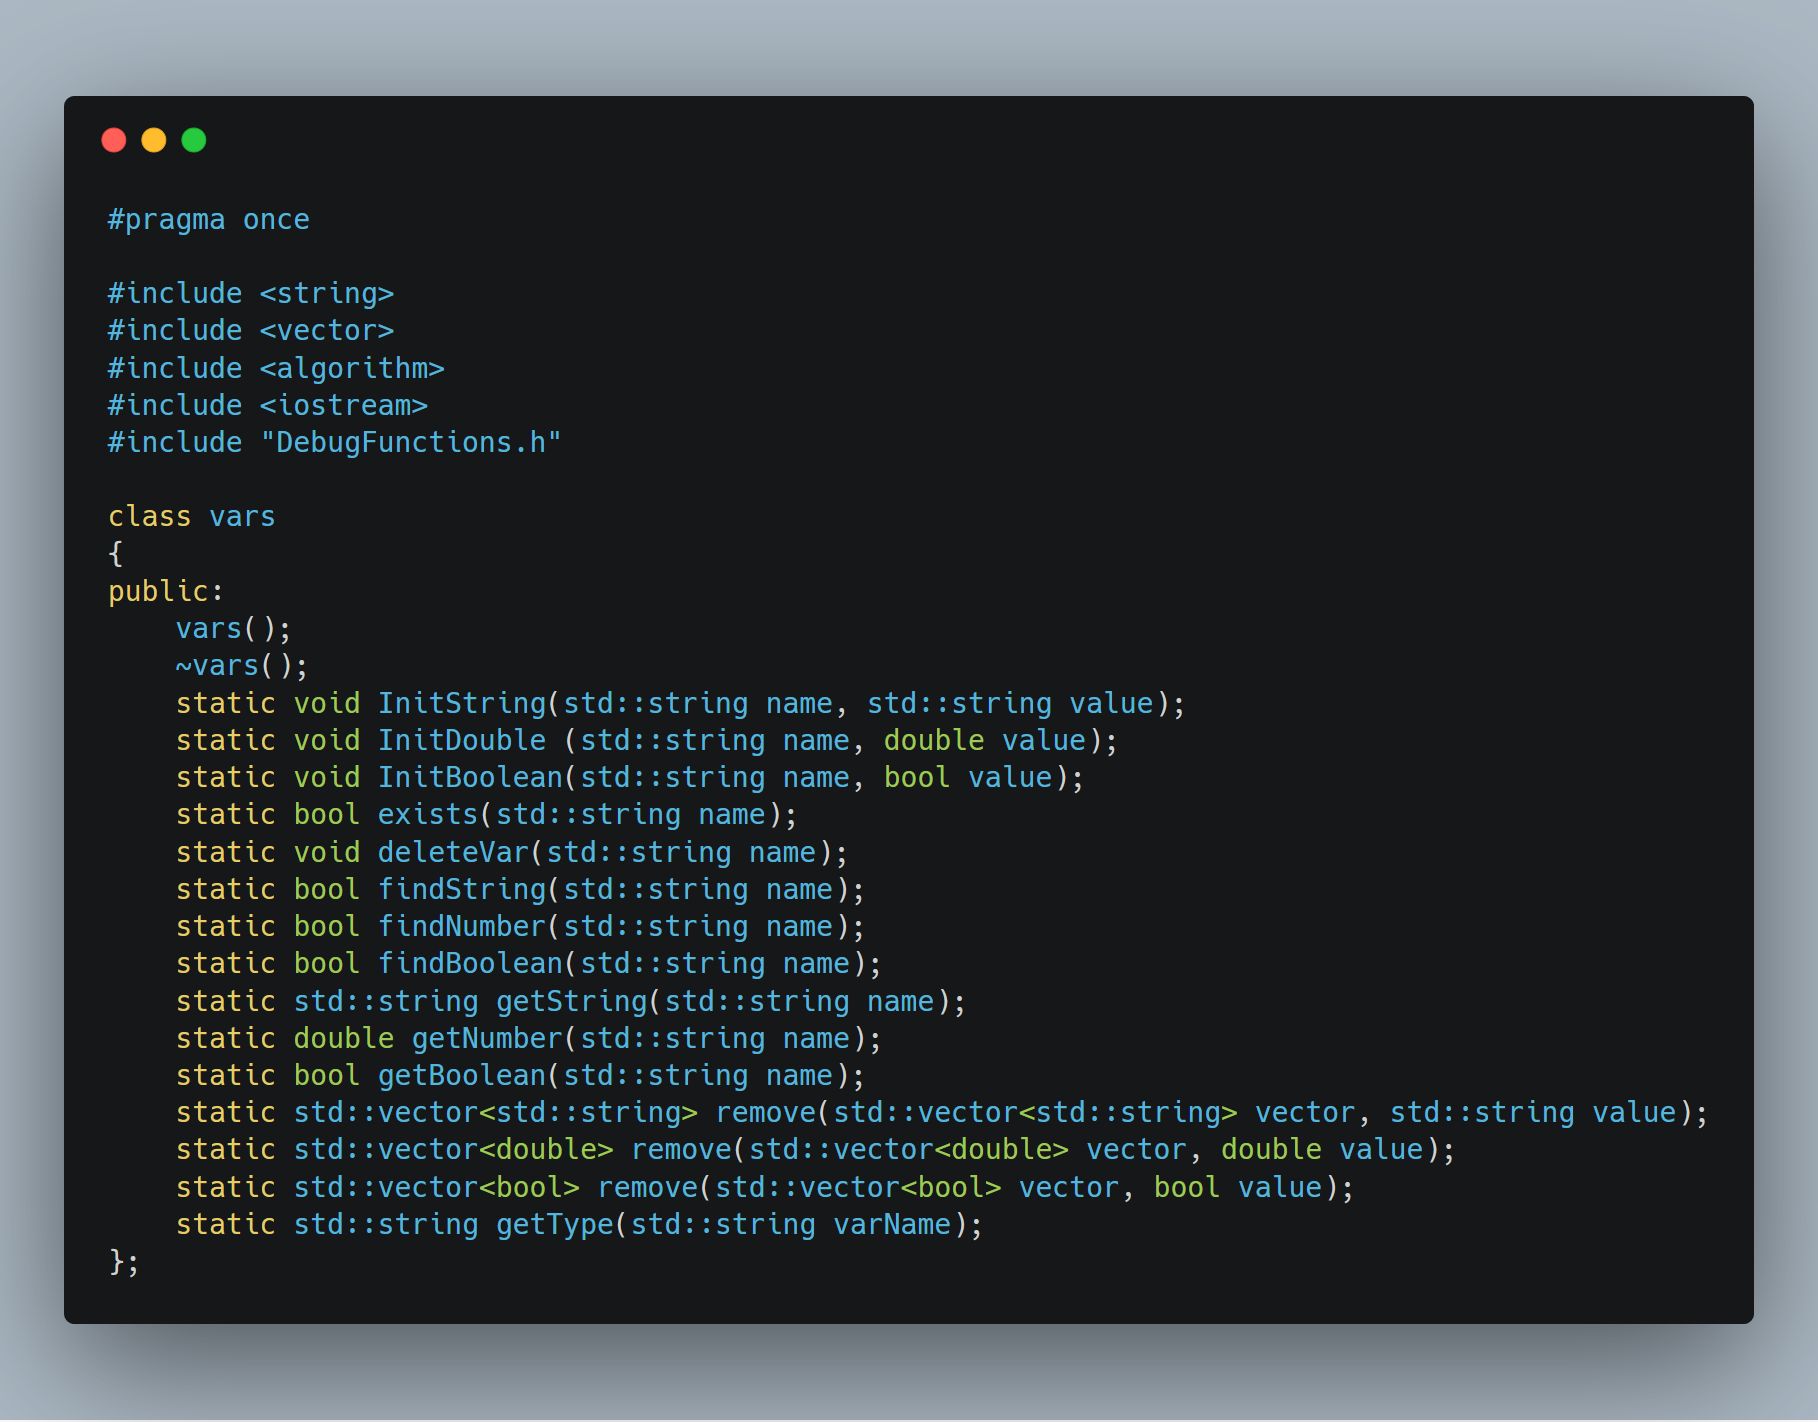 #pragma once

#include <string>
#include <vector>
#include <algorithm>
#include <iostream>
#include "DebugFunctions.h"

class vars
{
public:
    vars();
    ~vars();
    static void InitString(std::string name, std::string value);
    static void InitDouble (std::string name, double value);
    static void InitBoolean(std::string name, bool value);
    static bool exists(std::string name);
    static void deleteVar(std::string name);
    static bool findString(std::string name);
    static bool findNumber(std::string name);
    static bool findBoolean(std::string name);
    static std::string getString(std::string name);
    static double getNumber(std::string name);
    static bool getBoolean(std::string name);
    static std::vector<std::string> remove(std::vector<std::string> vector, std::string value);
    static std::vector<double> remove(std::vector<double> vector, double value);
    static std::vector<bool> remove(std::vector<bool> vector, bool value);
    static std::string getType(std::string varName);
};